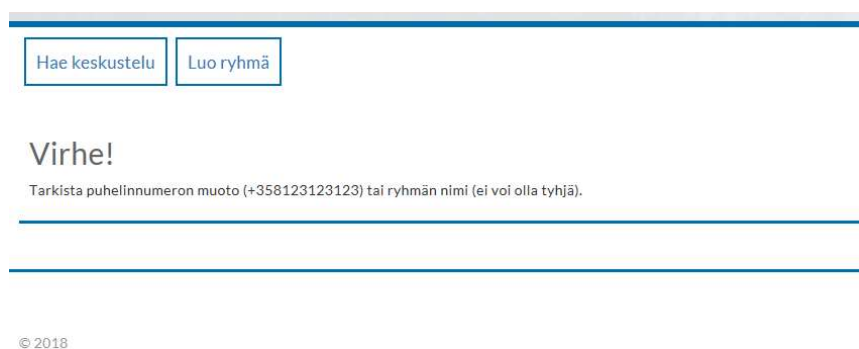 Hae keskustelu Luo ryhmä
Virhe!
Tarkista puhelinnumeron muoto (+358123123123) tai ryhmän nimi (ei voi olla tyhjä).
© 2018